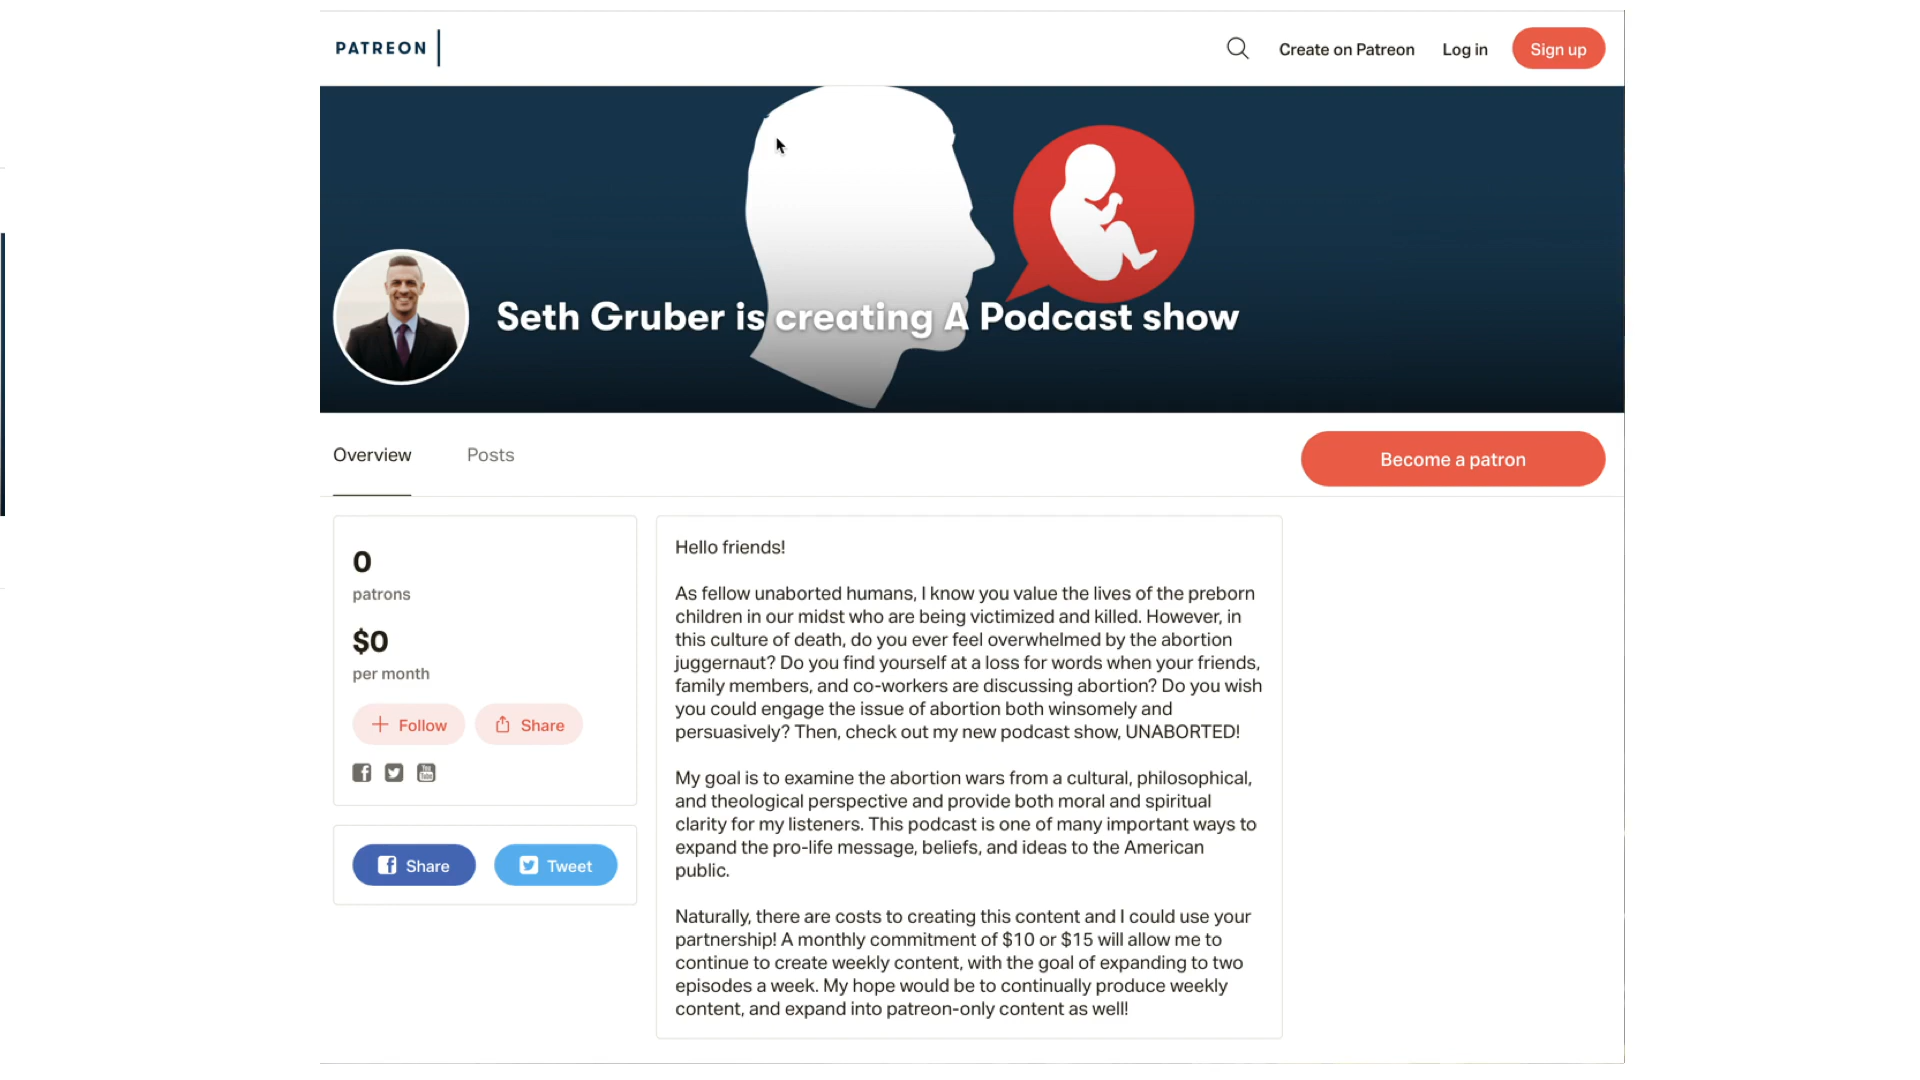 PATREON
Create on Patreon
Log in
Sign up
Seth Gruber is creating A Podcast show
Overview
Posts
Become a patron
0
patrons
$0
per month
Follow
Share
Share
Tweet
Hello friends!
As fellow unaborted humans, I know you value the lives of the preborn
children in our midst who are being victimized and killed. However, in
this culture of death, do you ever feel overwhelmed by the abortion
juggernaut? Do you find yourself at a loss for words when your friends,
family members, and co-workers are discussing abortion? Do you wish
you could engage the issue of abortion both winsomely and
persuasively? Then, check out my new podcast show, UNABORTED!
My goal is to examine the abortion wars from a cultural, philosophical,
and theological perspective and provide both moral and spiritual
clarity for my listeners. This podcast is one of many important ways to
expand the pro-life message, beliefs, and ideas to the American
public.
Naturally, there are costs to creating this content and I could use your
partnership! A monthly commitment of $10 or $15 will allow me to
continue to create weekly content, with the goal of expanding to two
episodes a week. My hope would be to continually produce weekly
content, and expand into patreon-only content as well!